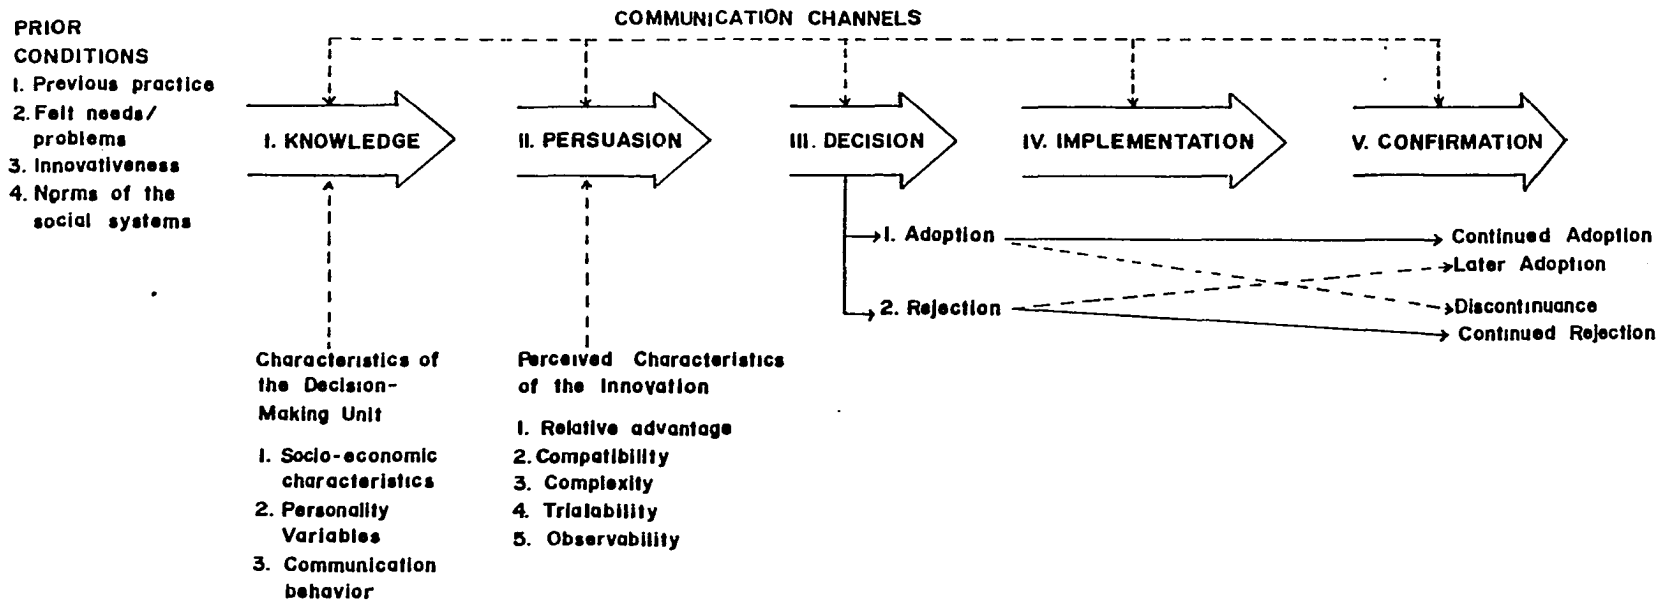 COMMUNICATION CHANNELS
PRIOR
CONDITIONS
1. Previous practice
2. Felt needs/
problems
3. Innovativeness
4. Norms of the
social systems
I. KNOWLEDGE
II. PERSUASION
III. DECISION
IV. IMPLEMENTATION
V. CONFIRMATION
1. Adoption
2. Rejection
Continued Adoption
Later Adoption
Discontinuance
Continued Rejection
Characteristics of
the Decision-
Making Unit
1. Socio-economic
characteristics
2. Personality
Variables
3. Communication
behavior
Perceived Characteristics
of the Innovation
1. Relative advantage
2. Compatibility
3. Complexity
4. Trialability
5. Observability